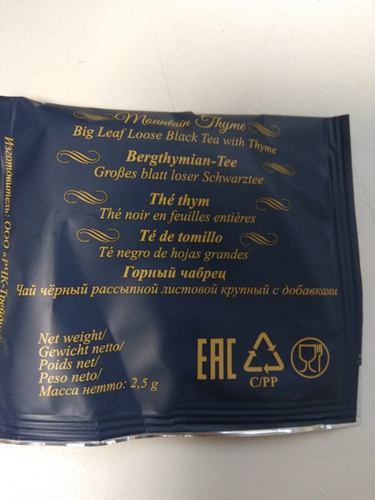 Mountain Thyme
Big Leaf Loose Black Tea with Thyme
Bergthymian-Tee
Großes blatt loser Schwarztee
Thé thym
Thé noir en feuilles entières
Té de tomillo
Té negro de hojas grandes
Горный чабрец
Чай чёрный рассыпной листовой крупный с добавками
Net weight/
Gewicht netto/
Poids net/
Peso neto/
Масса нетто: 2,5 g
EAC
C/PP
Изготовитель: ООО «РЧК-Трейдинг